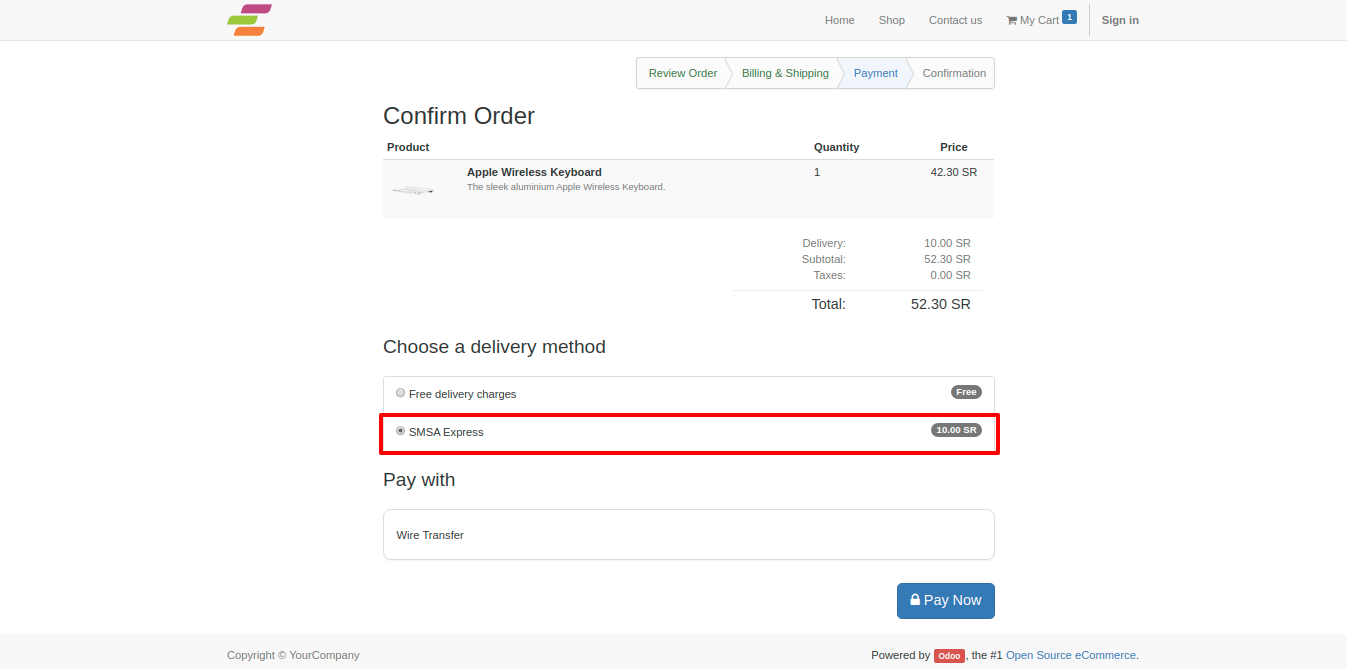 Home Shop Contact us My Cart 1 Sign in
Review Order Billing & Shipping Payment Confirmation
Confirm Order
Product Quantity Price
Apple Wireless Keyboard 1 42.30 SR
The sleek aluminium Apple Wireless Keyboard.
Delivery: 10.00 SR
Subtotal: 52.30 SR
Taxes: 0.00 SR
Total: 52.30 SR
Choose a delivery method
Free delivery charges Free
SMSA Express 10.00 SR
Pay with
Wire Transfer
Pay Now
Copyright © YourCompany Powered by Odoo, the #1 Open Source eCommerce.